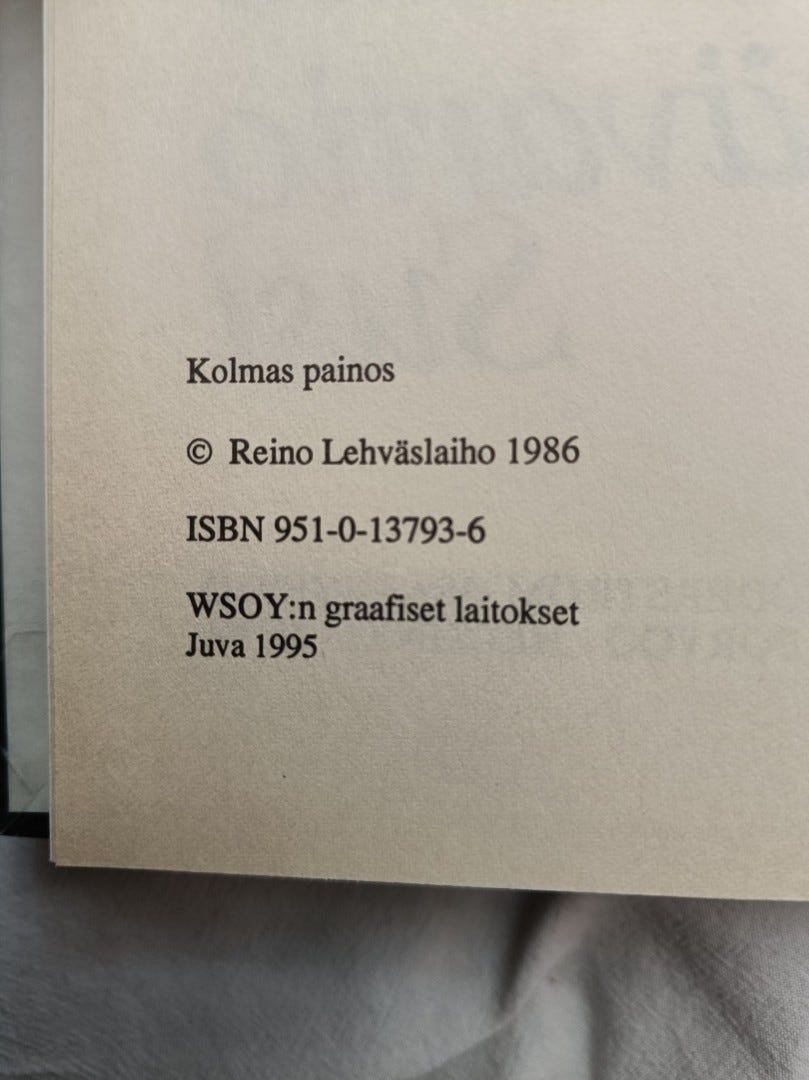 Kolmas painos
© Reino Lehväslaiho 1986
ISBN 951-0-13793-6
WSOY:n graafiset laitokset
Juva 1995